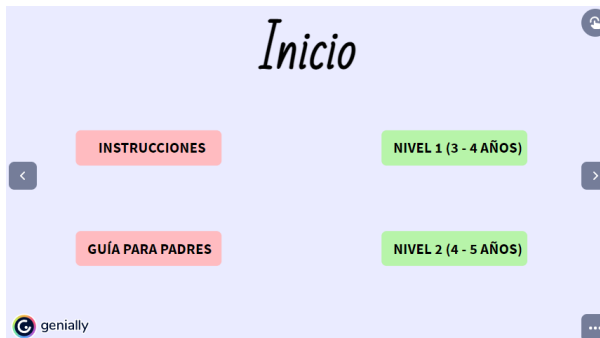 Inicio
INSTRUCCIONES
NIVEL 1 (3 - 4 AÑOS)
GUÍA PARA PADRES
NIVEL 2 (4 - 5 AÑOS)
genially